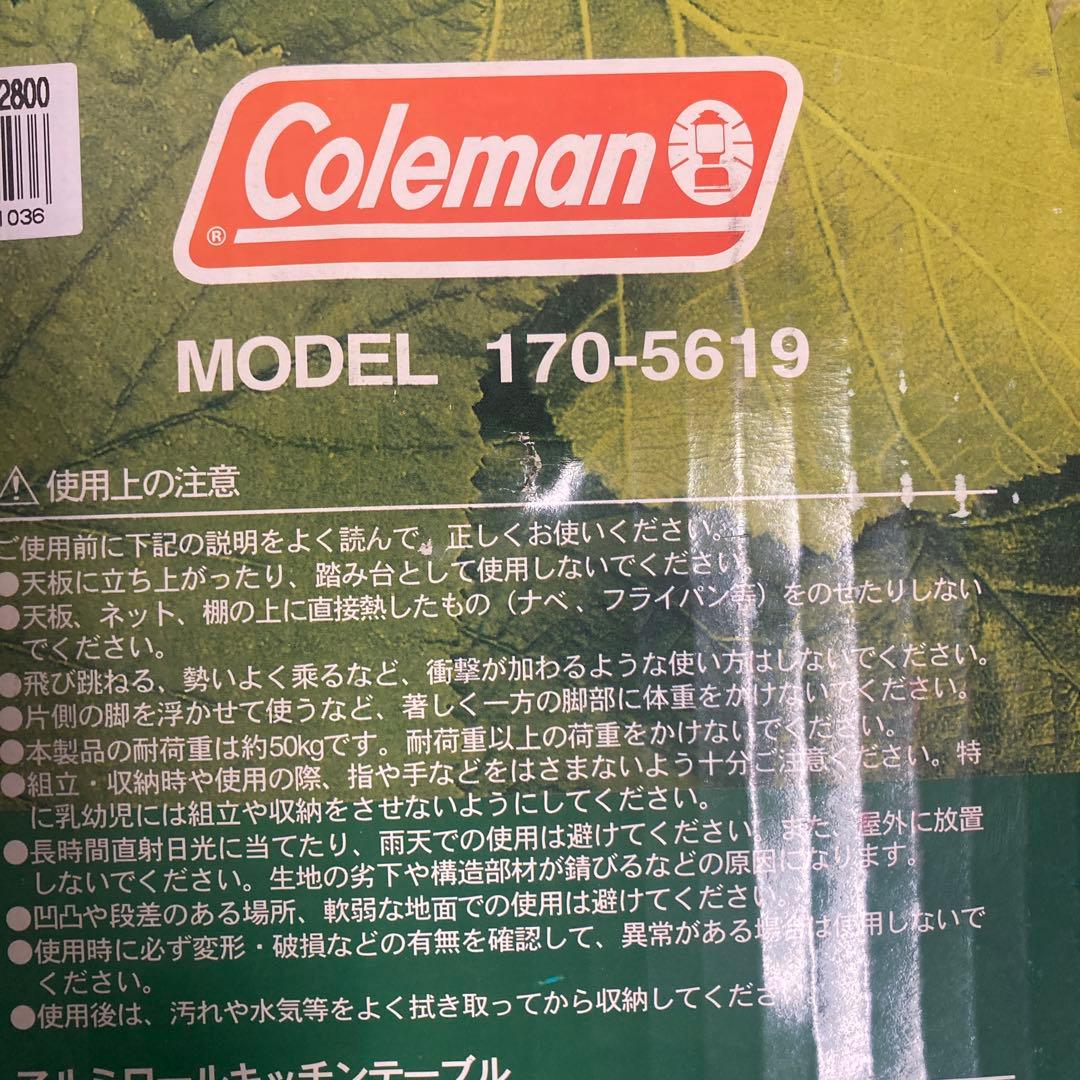 2800
1036
Coleman
®
MODEL 170-5619
使用上の注意
ご使用前に下記の説明をよく読んで、正しくお使いください。
●天板に立ち上がったり、踏み台として使用しないでください。
●天板、ネット、棚の上に直接熱したもの（ナベ、フライパン等）をのせたりしない
でください。
●飛び跳ねる、勢いよく乗るなど、衝撃が加わるような使い方はしないでください。
●片側の脚を浮かせて使うなど、著しく一方の脚部に体重をかけないでください。
●本製品の耐荷重は約50kgです。耐荷重以上の荷重をかけないでください。
●組立・収納時や使用の際、指や手などをはさまないよう十分ご注意ください。特
に乳幼児には組立や収納をさせないようにしてください。
●長時間直射日光に当てたり、雨天での使用は避けてください。また、屋外に放置
しないでください。生地の劣下や構造部材が錆びるなどの原因になります。
●凹凸や段差のある場所、軟弱な地面での使用は避けてください。
●使用時に必ず変形・破損などの有無を確認して、異常がある場合は使用しないで
ください。
●使用後は、汚れや水気等をよく拭き取ってから収納してください。
アルミロールキッチンテーブル